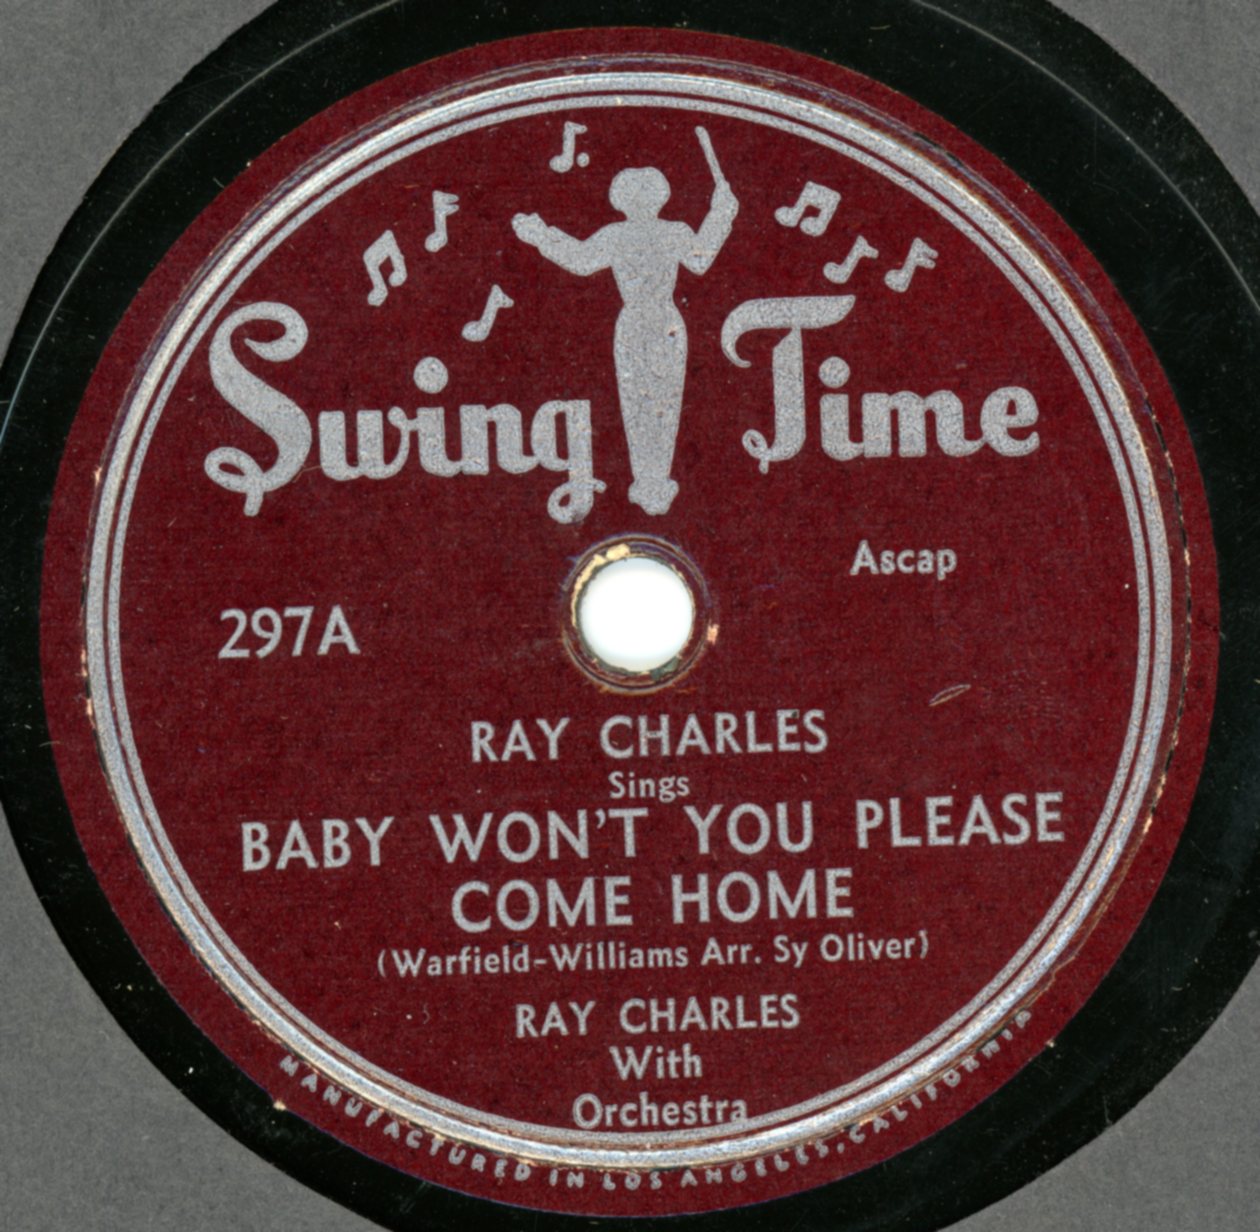 Swing Time
Ascap
297A
RAY CHARLES
Sings
BABY WON'T YOU PLEASE
COME HOME
(Warfield-Williams Arr. Sy Oliver)
RAY CHARLES
With
Orchestra
MANUFACTURED IN LOS ANGELES, CALIFORNIA